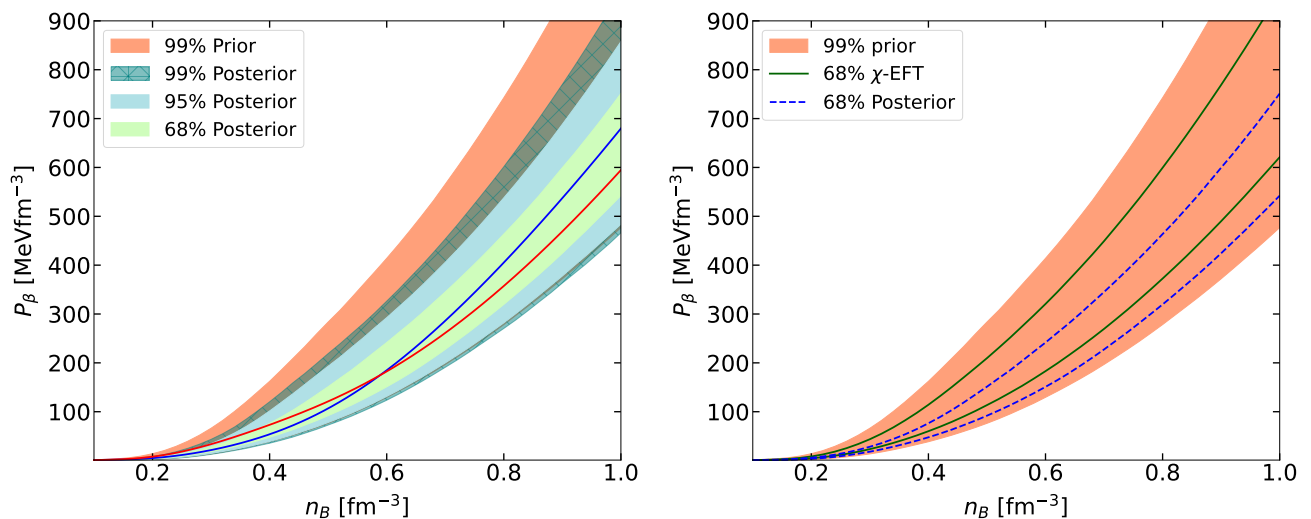 900
800
700
600
500
400
300
200
100
P_β [MeVfm⁻³]
99% Prior
99% Posterior
95% Posterior
68% Posterior
0.2 0.4 0.6 0.8 1.0
n_B [fm⁻³]
900
800
700
600
500
400
300
200
100
P_β [MeVfm⁻³]
99% prior
68% χ-EFT
68% Posterior
0.2 0.4 0.6 0.8 1.0
n_B [fm⁻³]